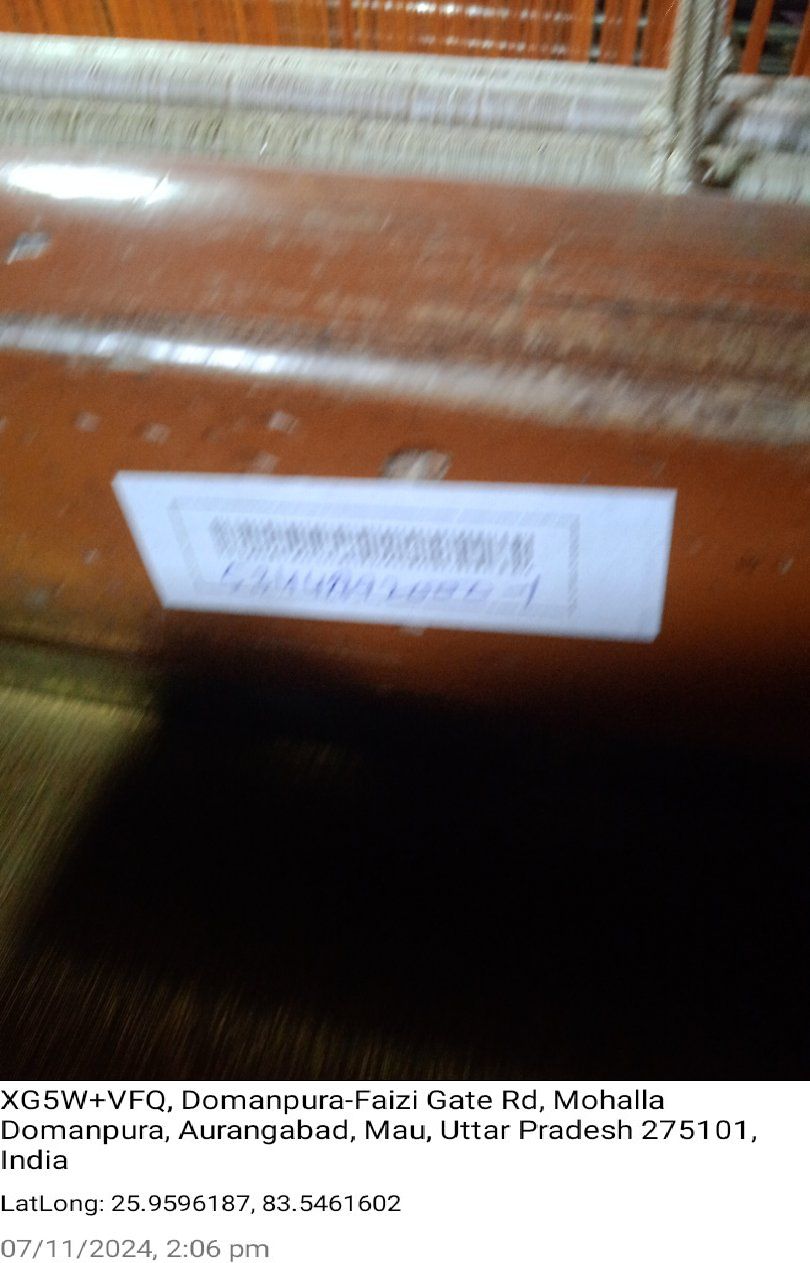 XG5W+VFQ, Domanpura-Faizi Gate Rd, Mohalla
Domanpura, Aurangabad, Mau, Uttar Pradesh 275101,
India
LatLong: 25.9596187, 83.5461602
07/11/2024, 2:06 pm